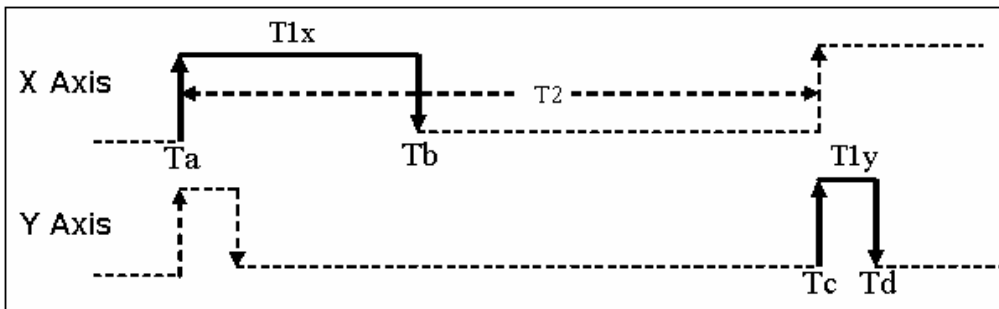 T1x
X Axis
T2
Ta
Tb
T1y
Y Axis
Tc
Td